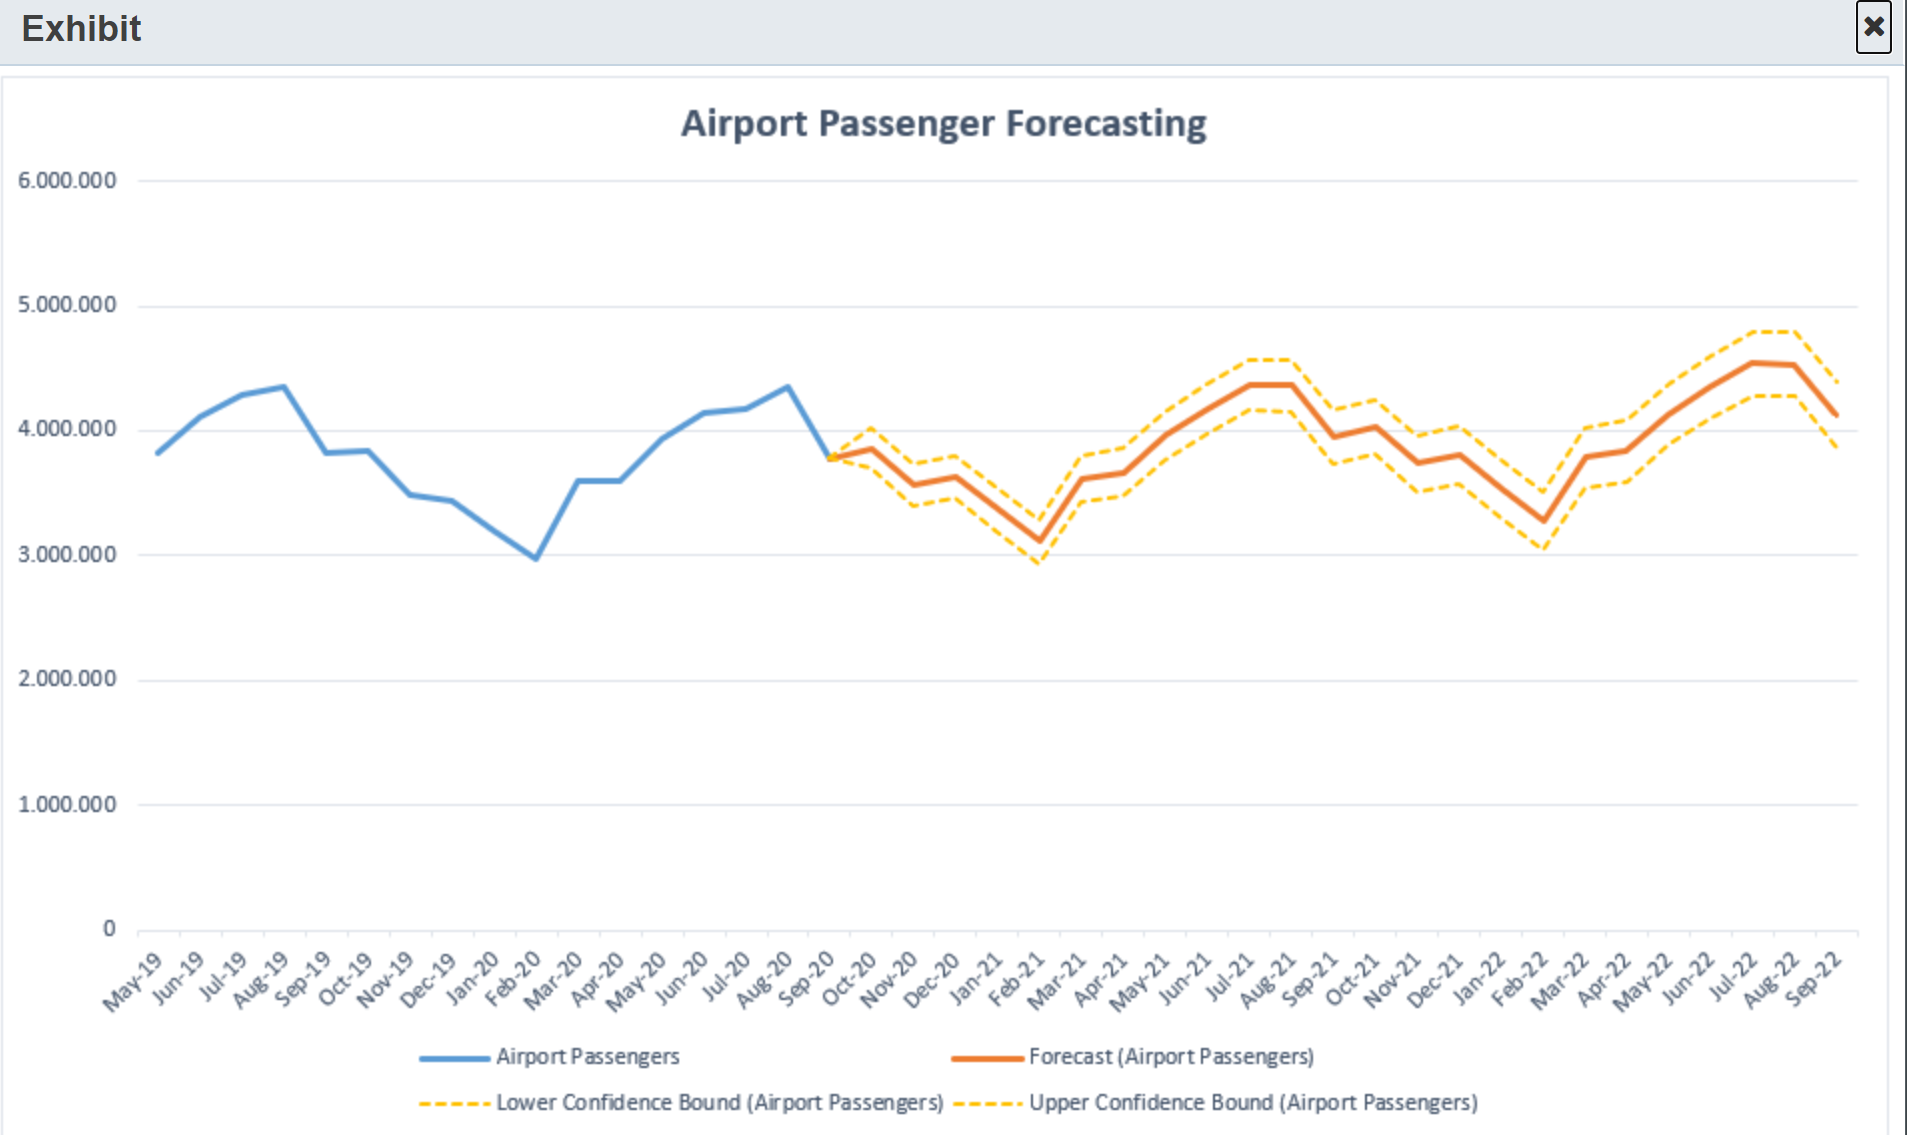 Exhibit
Airport Passenger Forecasting
6.000.000
5.000.000
4.000.000
3.000.000
2.000.000
1.000.000
0
May-19 Jun-19 Jul-19 Aug-19 Sep-19 Oct-19 Nov-19 Dec-19 Jan-20 Feb-20 Mar-20 Apr-20 May-20 Jun-20 Jul-20 Aug-20 Sep-20 Oct-20 Nov-20 Dec-20 Jan-21 Feb-21 Mar-21 Apr-21 May-21 Jun-21 Jul-21 Aug-21 Sep-21 Oct-21 Nov-21 Dec-21 Jan-22 Feb-22 Mar-22 Apr-22 May-22 Jun-22 Jul-22 Aug-22 Sep-22
Airport Passengers Forecast (Airport Passengers)
Lower Confidence Bound (Airport Passengers) Upper Confidence Bound (Airport Passengers)